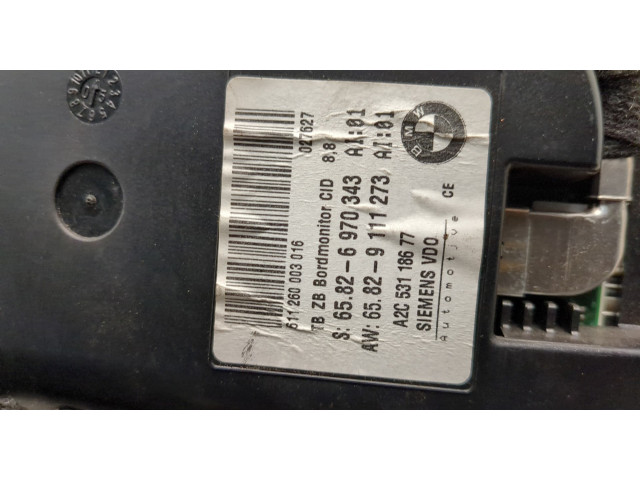 511 260 003 016
027627
TB ZB Bordmonitor CID 8,8
S: 65.82-6 970 343 AI:01
AW: 65.82-9 111 273 AI:01
A2C 531 186 77
SIEMENS VDO
Automotive
CE
BMW